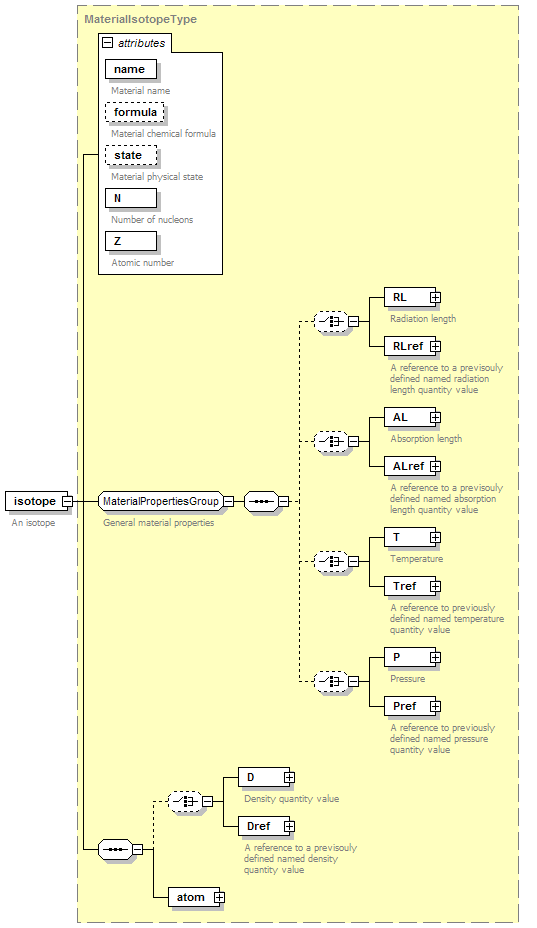 MaterialIsotopeType
attributes
name
Material name
formula
Material chemical formula
state
Material physical state
N
Number of nucleons
Z
Atomic number
RL
Radiation length
RLref
A reference to a previsouly
defined named radiation
length quantity value
AL
Absorption length
ALref
A reference to a previsouly
defined named absorption
length quantity value
isotope
An isotope
MaterialPropertiesGroup
General material properties
T
Temperature
Tref
A reference to previously
defined named temperature
quantity value
P
Pressure
Pref
A reference to previously
defined named pressure
quantity value
D
Density quantity value
Dref
A reference to a previsouly
defined named density
quantity value
atom